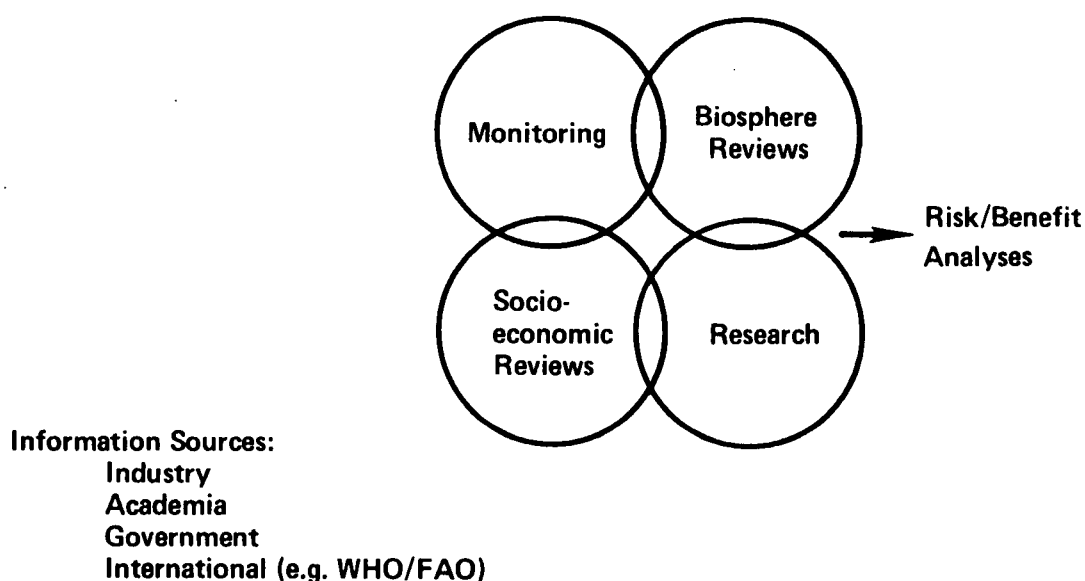 Monitoring
Biosphere
Reviews
Risk/Benefit
Analyses
Socio-
economic
Reviews
Research
Information Sources:
Industry
Academia
Government
International (e.g. WHO/FAO)